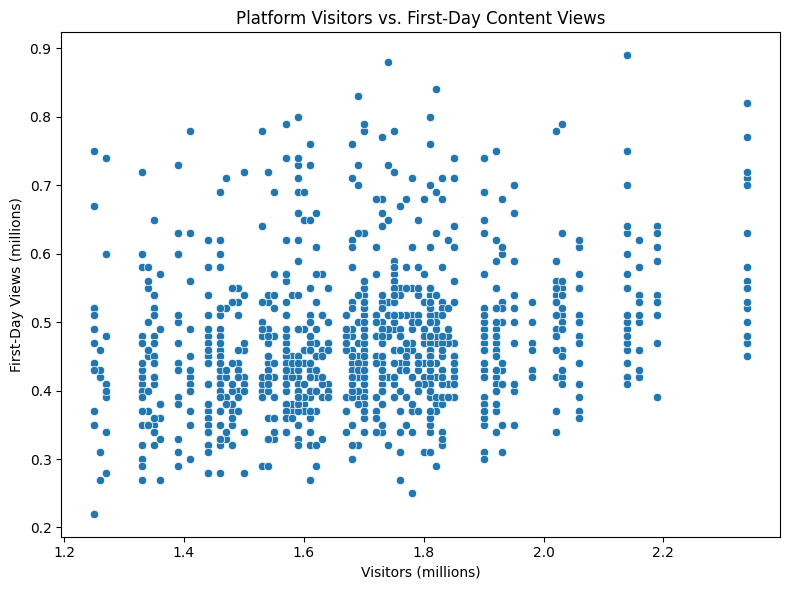 Platform Visitors vs. First-Day Content Views
First-Day Views (millions)
0.9
0.8
0.7
0.6
0.5
0.4
0.3
0.2
1.2 1.4 1.6 1.8 2.0 2.2
Visitors (millions)